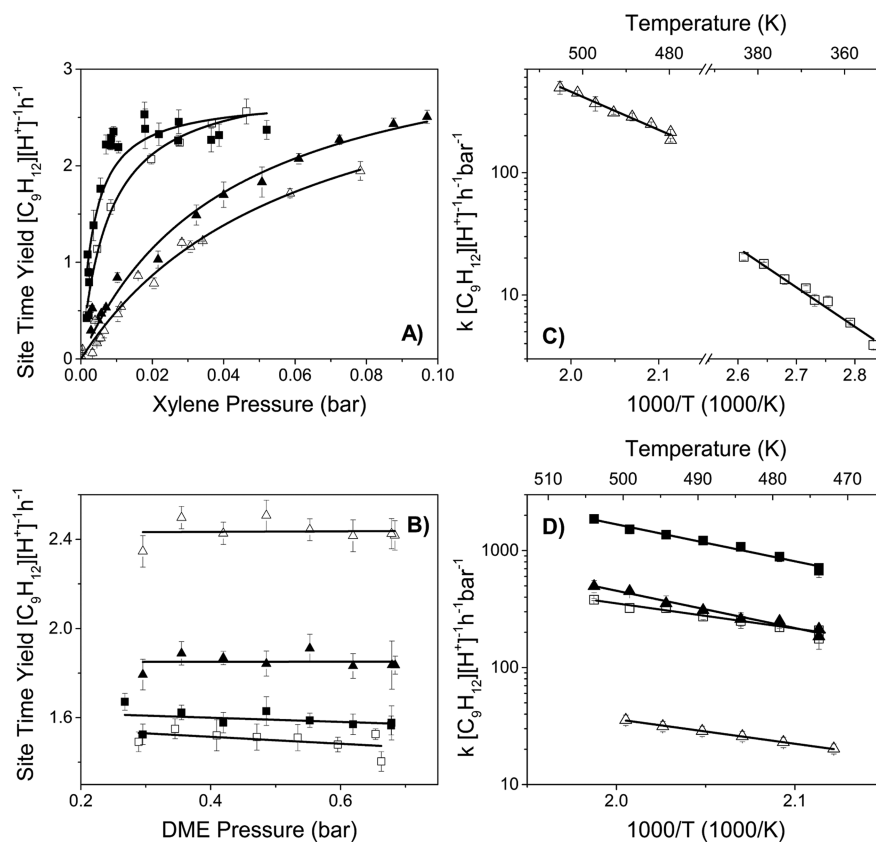 A)
Site Time Yield [C₉H₁₂][H⁺]⁻¹h⁻¹
3
2
1
0
0.00 0.02 0.04 0.06 0.08 0.10
Xylene Pressure (bar)
Temperature (K)
500 480 380 360
C)
k [C₉H₁₂][H⁺]⁻¹h⁻¹bar⁻¹
100
10
2.0 2.1 2.6 2.7 2.8
1000/T (1000/K)
B)
Site Time Yield [C₉H₁₂][H⁺]⁻¹h⁻¹
2.4
2.0
1.6
1.2
0.2 0.4 0.6
DME Pressure (bar)
Temperature (K)
510 500 490 480 470
D)
k [C₉H₁₂][H⁺]⁻¹h⁻¹bar⁻¹
1000
100
10
2.0 2.1
1000/T (1000/K)